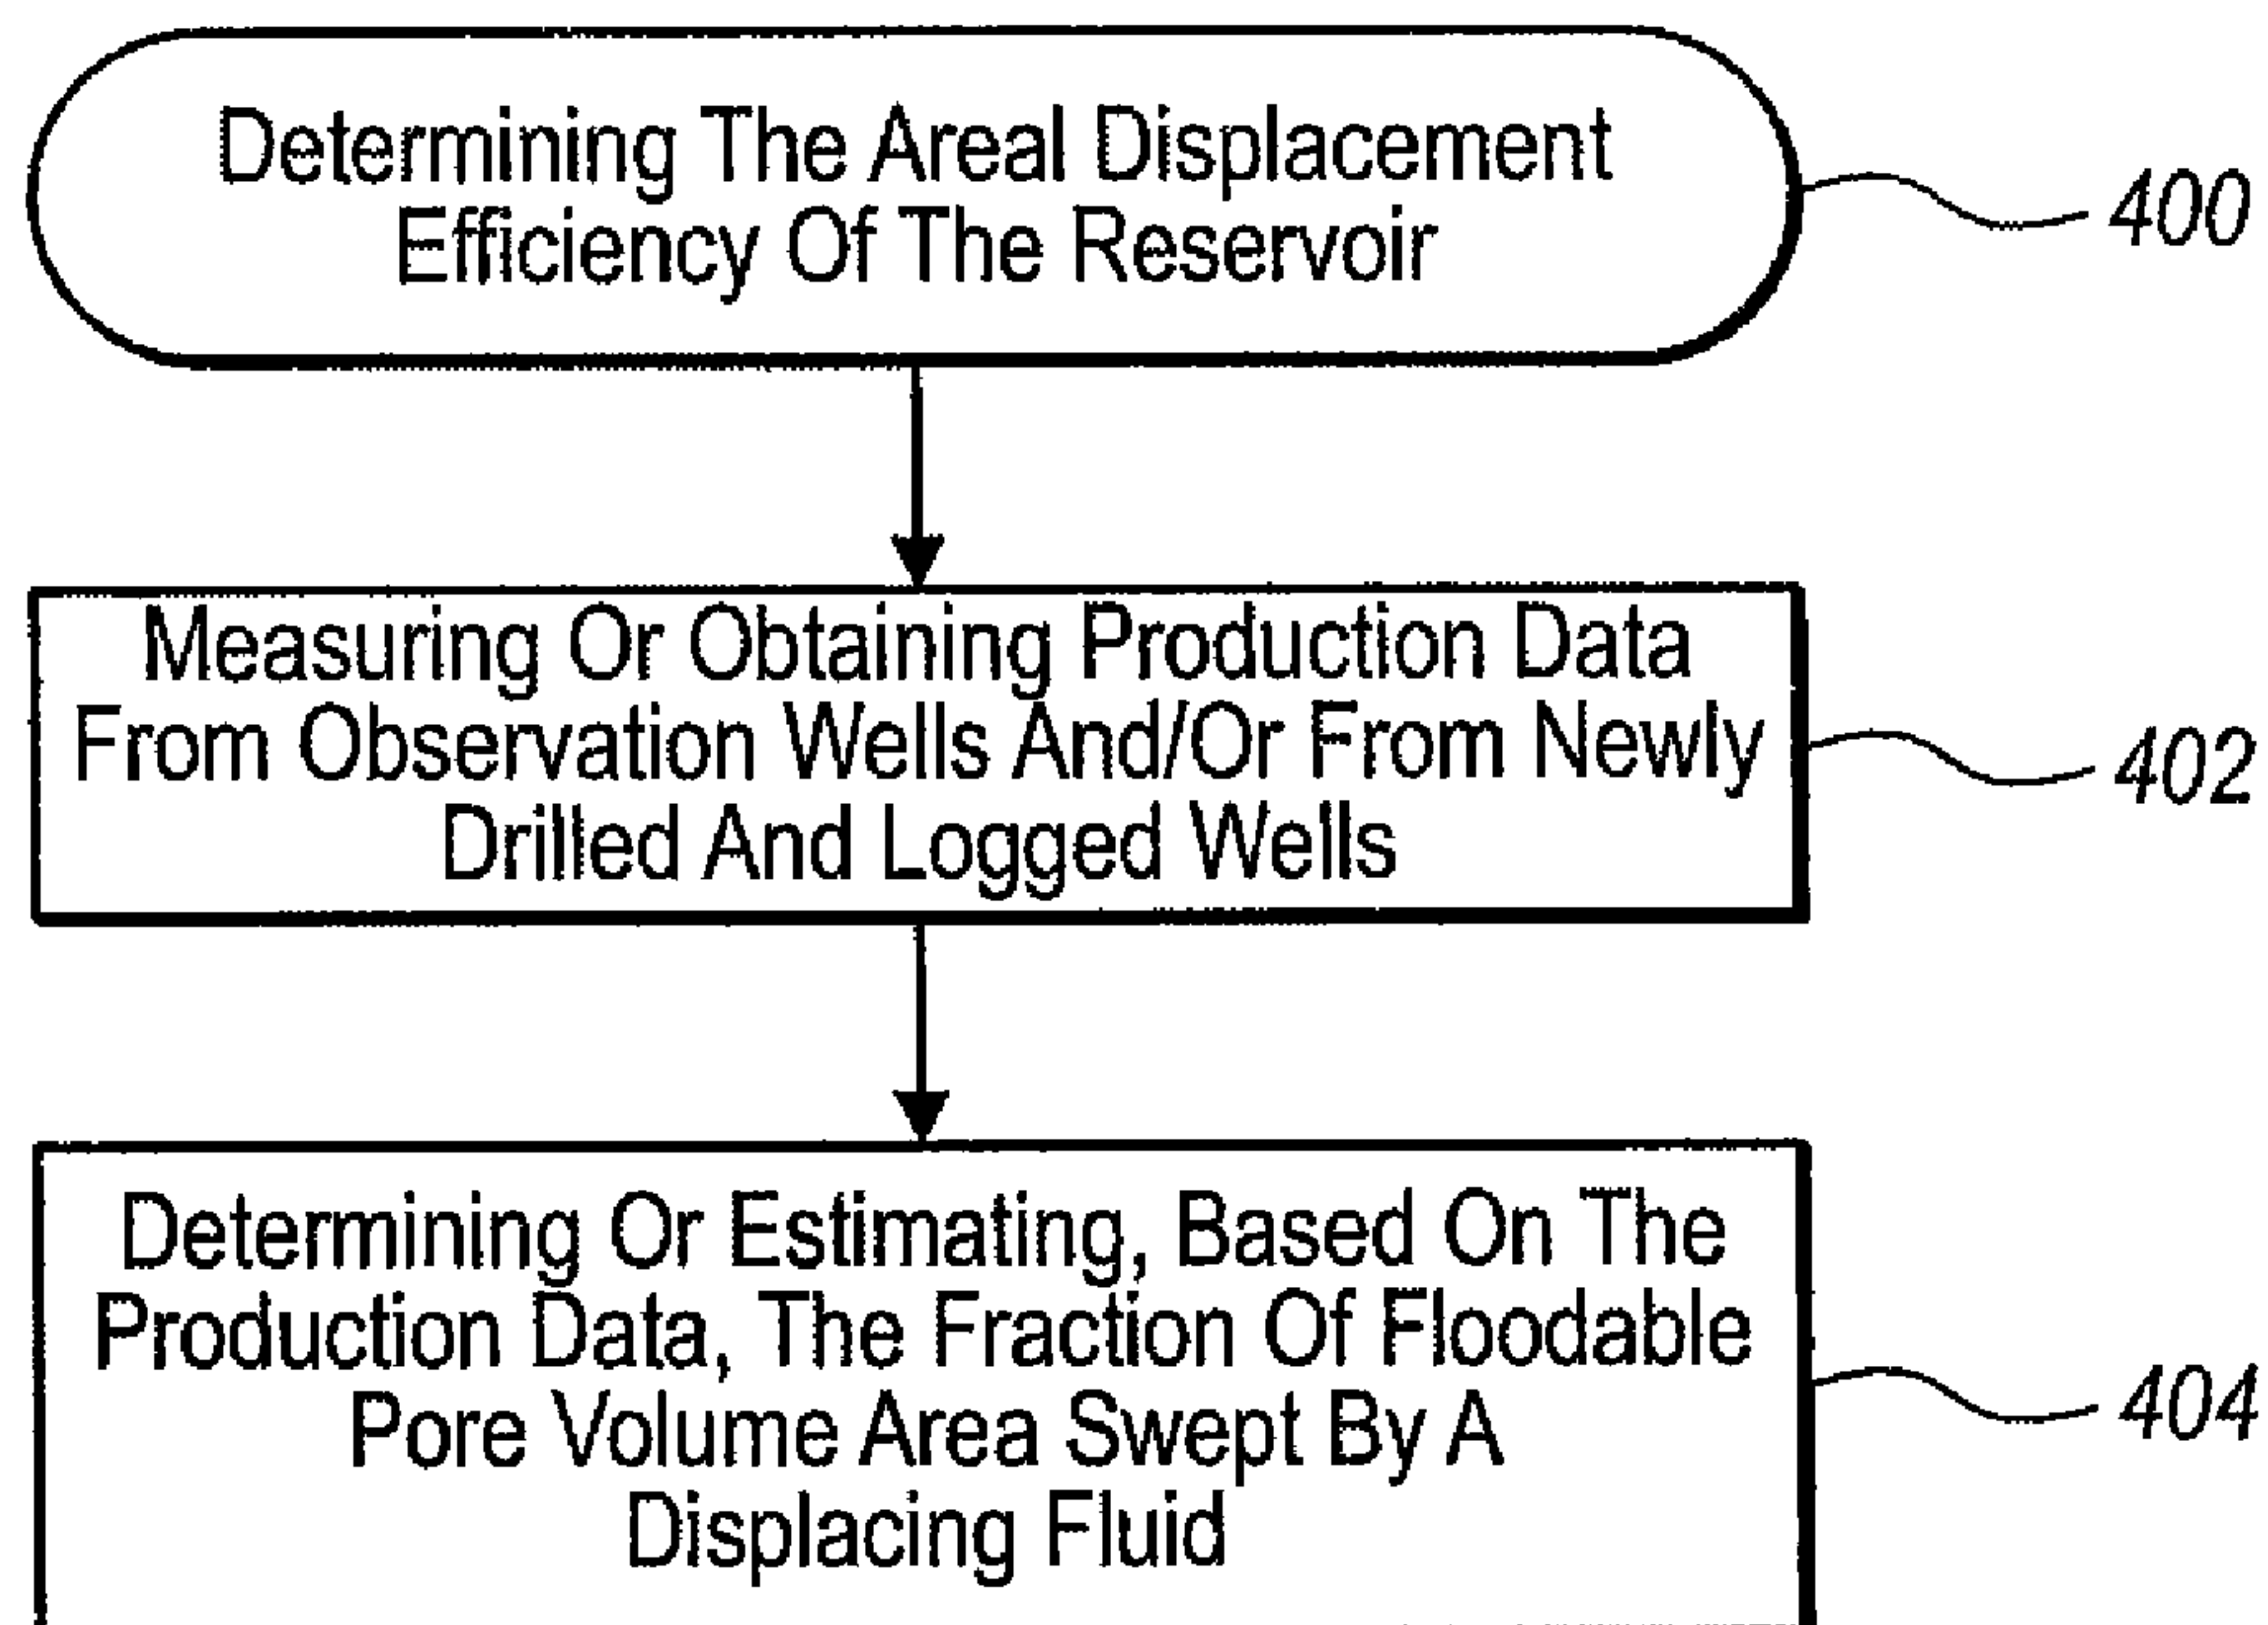 Determining The Areal Displacement
Efficiency Of The Reservoir
400
Measuring Or Obtaining Production Data
From Observation Wells And/Or From Newly
Drilled And Logged Wells
402
Determining Or Estimating, Based On The
Production Data, The Fraction Of Floodable
Pore Volume Area Swept By A
Displacing Fluid
404